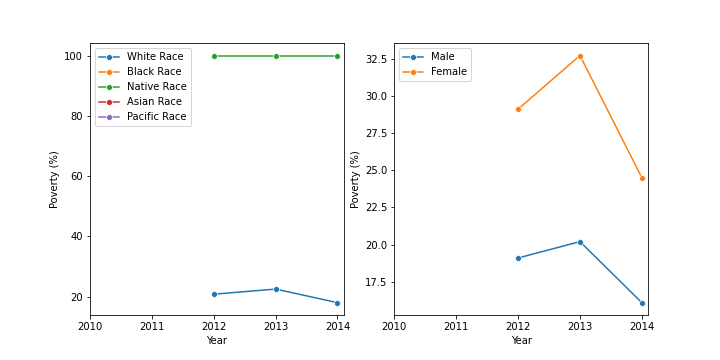 White Race
Black Race
Native Race
Asian Race
Pacific Race
100
80
60
40
20
Poverty (%)
2010 2011 2012 2013 2014
Year
Male
Female
32.5
30.0
27.5
25.0
22.5
20.0
17.5
Poverty (%)
2010 2011 2012 2013 2014
Year